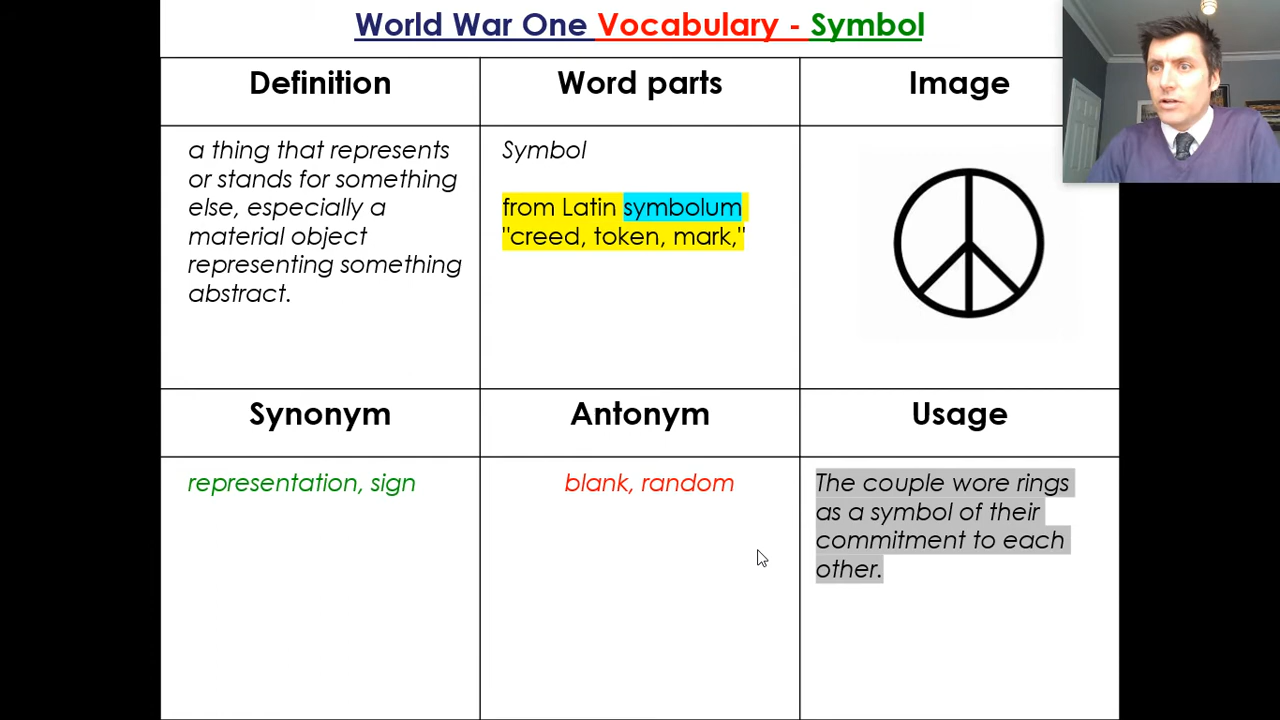 World War One Vocabulary - Symbol
Definition
Word parts
Image
a thing that represents
or stands for something
else, especially a
material object
representing something
abstract.
Symbol
from Latin symbolum
"creed, token, mark,"
Synonym
Antonym
Usage
representation, sign
blank, random
The couple wore rings
as a symbol of their
commitment to each
other.